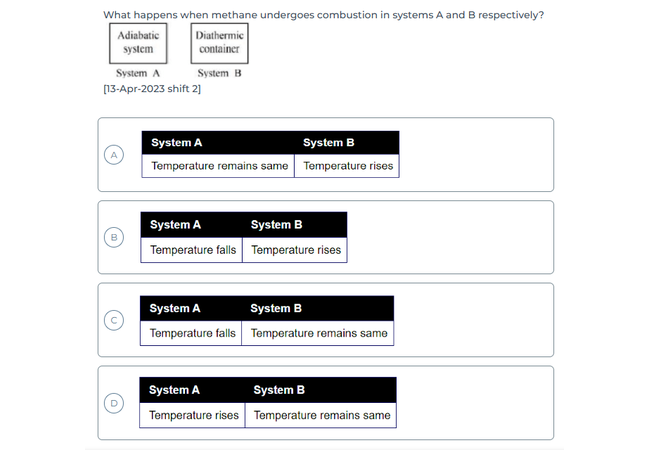 What happens when methane undergoes combustion in systems A and B respectively?
Adiabatic system
Diathermic container
System A
System B
[13-Apr-2023 shift 2]
A
System A System B
Temperature remains same Temperature rises
B
System A System B
Temperature falls Temperature rises
C
System A System B
Temperature falls Temperature remains same
D
System A System B
Temperature rises Temperature remains same